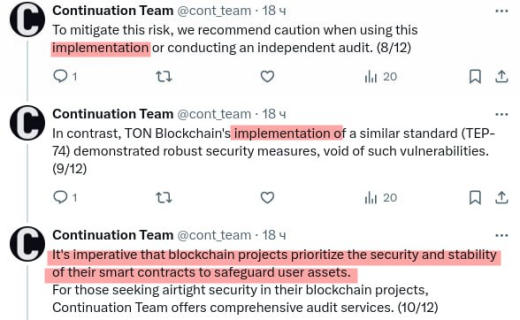 Continuation Team @cont_team · 18 ч
To mitigate this risk, we recommend caution when using this
implementation or conducting an independent audit. (8/12)
1 20
Continuation Team @cont_team · 18 ч
In contrast, TON Blockchain's implementation of a similar standard (TEP-
74) demonstrated robust security measures, void of such vulnerabilities.
(9/12)
1 20
Continuation Team @cont_team · 18 ч
It's imperative that blockchain projects prioritize the security and stability
of their smart contracts to safeguard user assets.
For those seeking airtight security in their blockchain projects,
Continuation Team offers comprehensive audit services. (10/12)